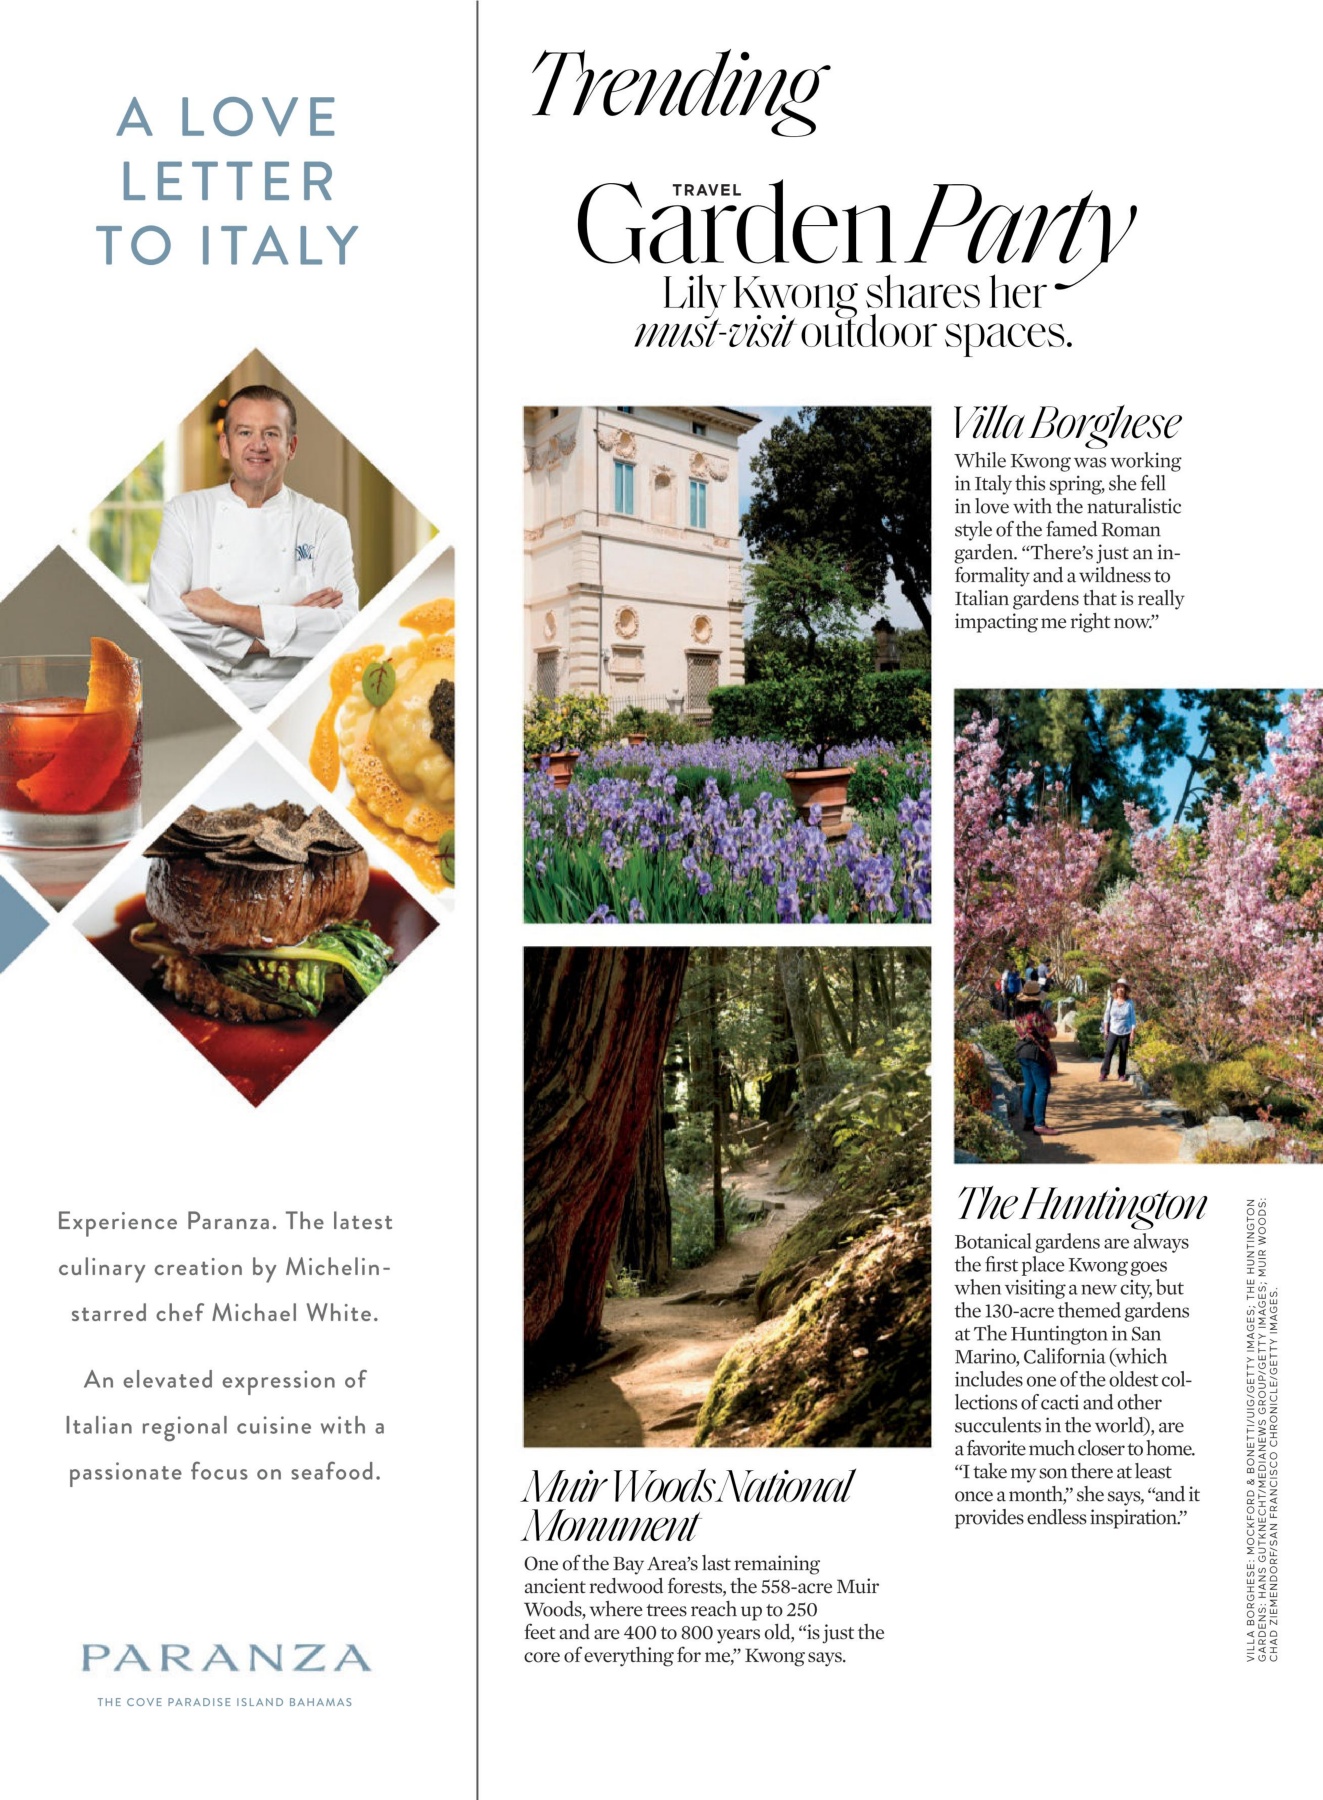 A LOVE
LETTER
TO ITALY
Experience Paranza. The latest
culinary creation by Michelin-
starred chef Michael White.
An elevated expression of
Italian regional cuisine with a
passionate focus on seafood.
PARANZA
THE COVE PARADISE ISLAND BAHAMAS
Trending
TRAVEL
Garden Party
Lily Kwong shares her
must-visit outdoor spaces.
Villa Borghese
While Kwong was working
in Italy this spring, she fell
in love with the naturalistic
style of the famed Roman
garden. “There’s just an in-
formality and a wildness to
Italian gardens that is really
impacting me right now.”
The Huntington
Botanical gardens are always
the first place Kwong goes
when visiting a new city, but
the 130-acre themed gardens
at The Huntington in San
Marino, California (which
includes one of the oldest col-
lections of cacti and other
succulents in the world), are
a favorite much closer to home.
“I take my son there at least
once a month,” she says, “and it
provides endless inspiration.”
Muir Woods National
Monument
One of the Bay Area’s last remaining
ancient redwood forests, the 558-acre Muir
Woods, where trees reach up to 250
feet and are 400 to 800 years old, “is just the
core of everything for me,” Kwong says.
VILLA BORGHESE: MOCKFORD & BONETTI/UIG/GETTY IMAGES; THE HUNTINGTON
GARDENS: HANS GUTKNECHT/MEDIANEWS GROUP/GETTY IMAGES; MUIR WOODS:
CHAD ZIEMENDORF/SAN FRANCISCO CHRONICLE/GETTY IMAGES.